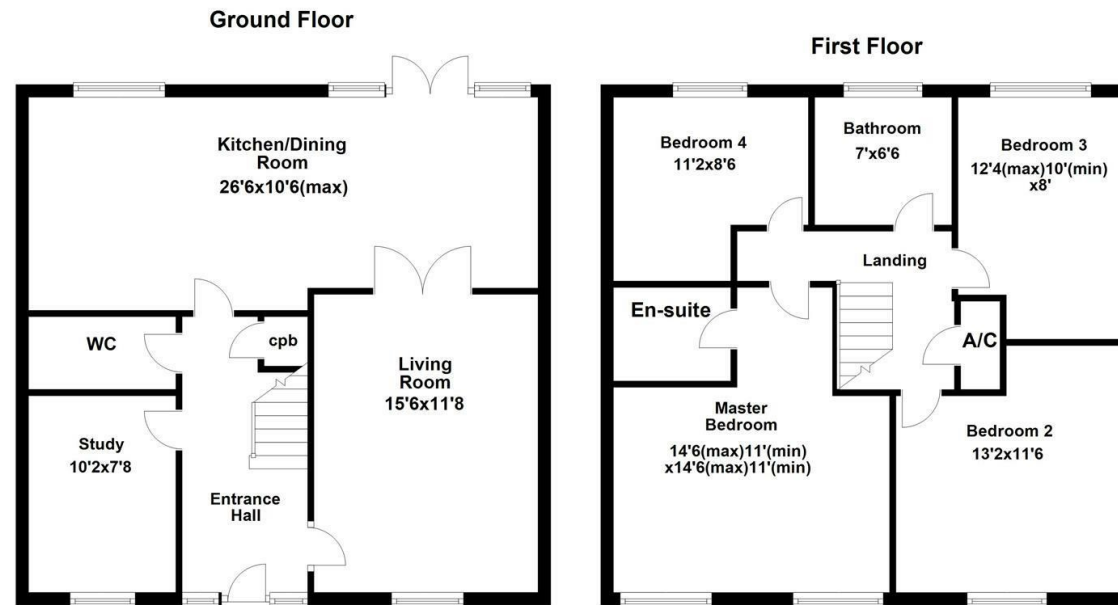 Ground Floor
Kitchen/Dining
Room
26'6x10'6(max)
WC
cpb
Living
Room
15'6x11'8
Study
10'2x7'8
Entrance
Hall
First Floor
Bedroom 4
11'2x8'6
Bathroom
7'x6'6
Bedroom 3
12'4(max)10'(min)
x8'
Landing
En-suite
A/C
Master
Bedroom
14'6(max)11'(min)
x14'6(max)11'(min)
Bedroom 2
13'2x11'6